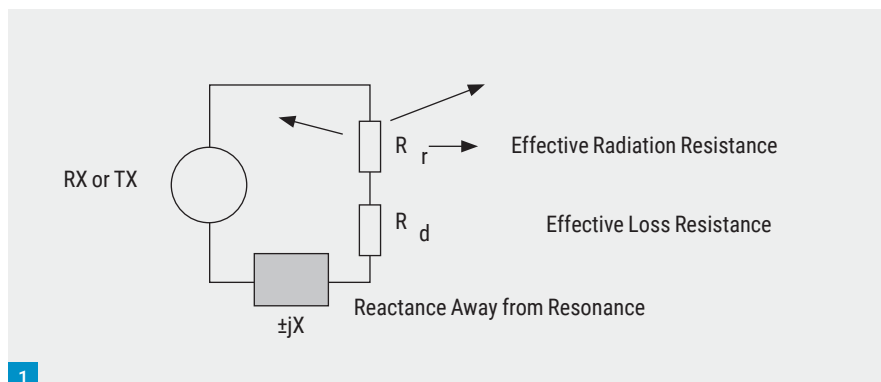 R r Effective Radiation Resistance
RX or TX
R d Effective Loss Resistance
Reactance Away from Resonance
±jX
1